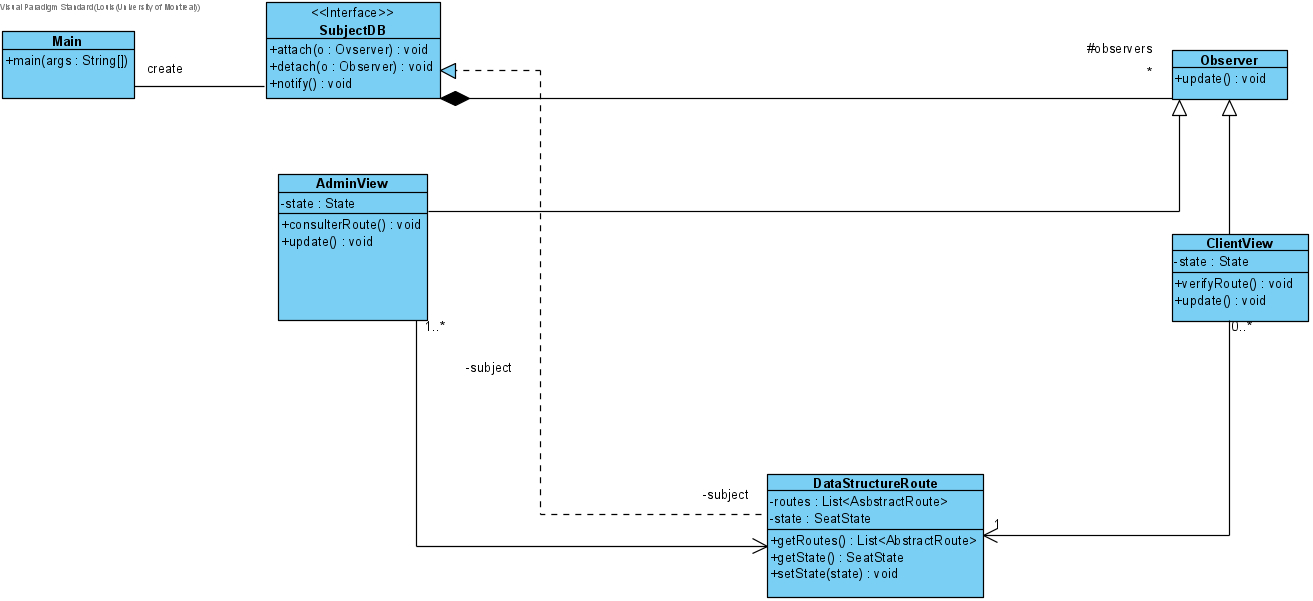 Visual Paradigm Standard(Louis(University of Montreal))
Main
+main(args : String[])
create
<<Interface>>
SubjectDB
+attach(o : Ovserver) : void
+detach(o : Observer) : void
+notify() : void
#observers
*
Observer
+update() : void
AdminView
-state : State
+consulterRoute() : void
+update() : void
1..*
-subject
ClientView
-state : State
+verifyRoute() : void
+update() : void
0..*
-subject
DataStructureRoute
-routes : List<AsbstractRoute>
-state : SeatState
+getRoutes() : List<AbstractRoute>
+getState() : SeatState
+setState(state) : void
1